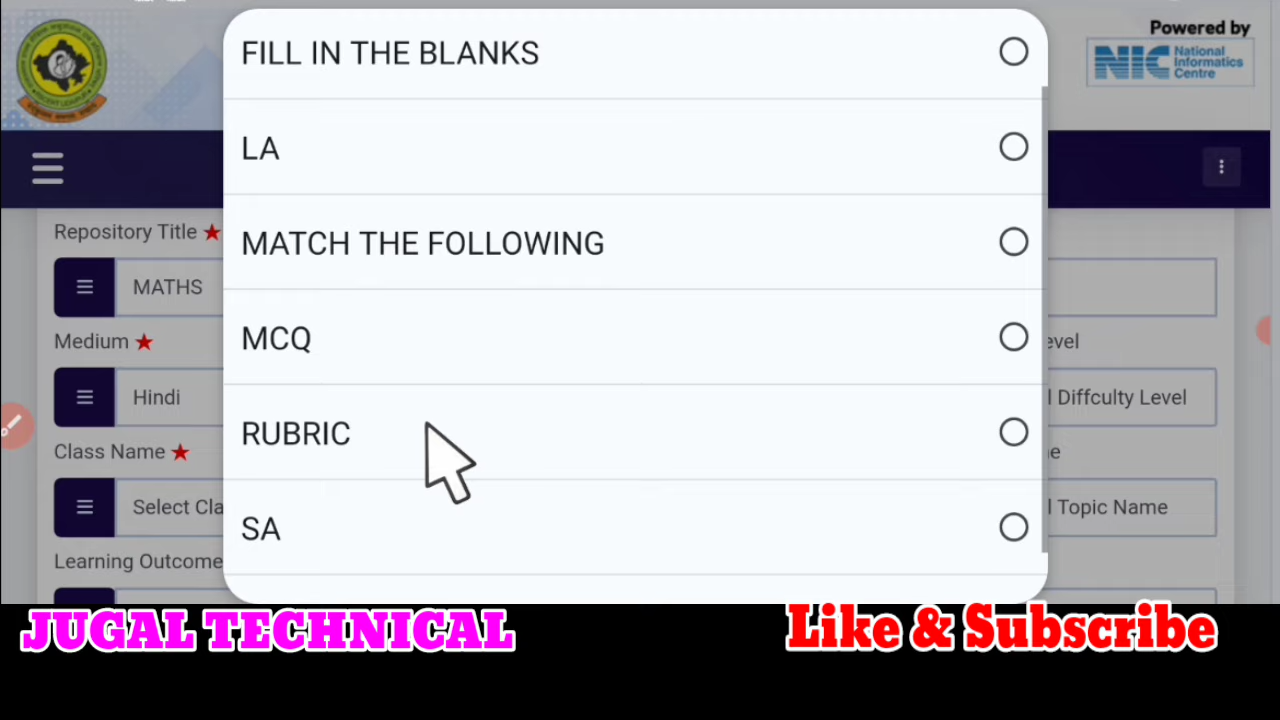 Powered by
NIC National
Informatics
Centre
FILL IN THE BLANKS
LA
MATCH THE FOLLOWING
MCQ
RUBRIC
SA
Repository Title ★
MATHS
Medium ★
evel
Hindi
l Diffculty Level
Class Name ★
e
Select Cla
l Topic Name
Learning Outcome
JUGAL TECHNICAL
Like & Subscribe